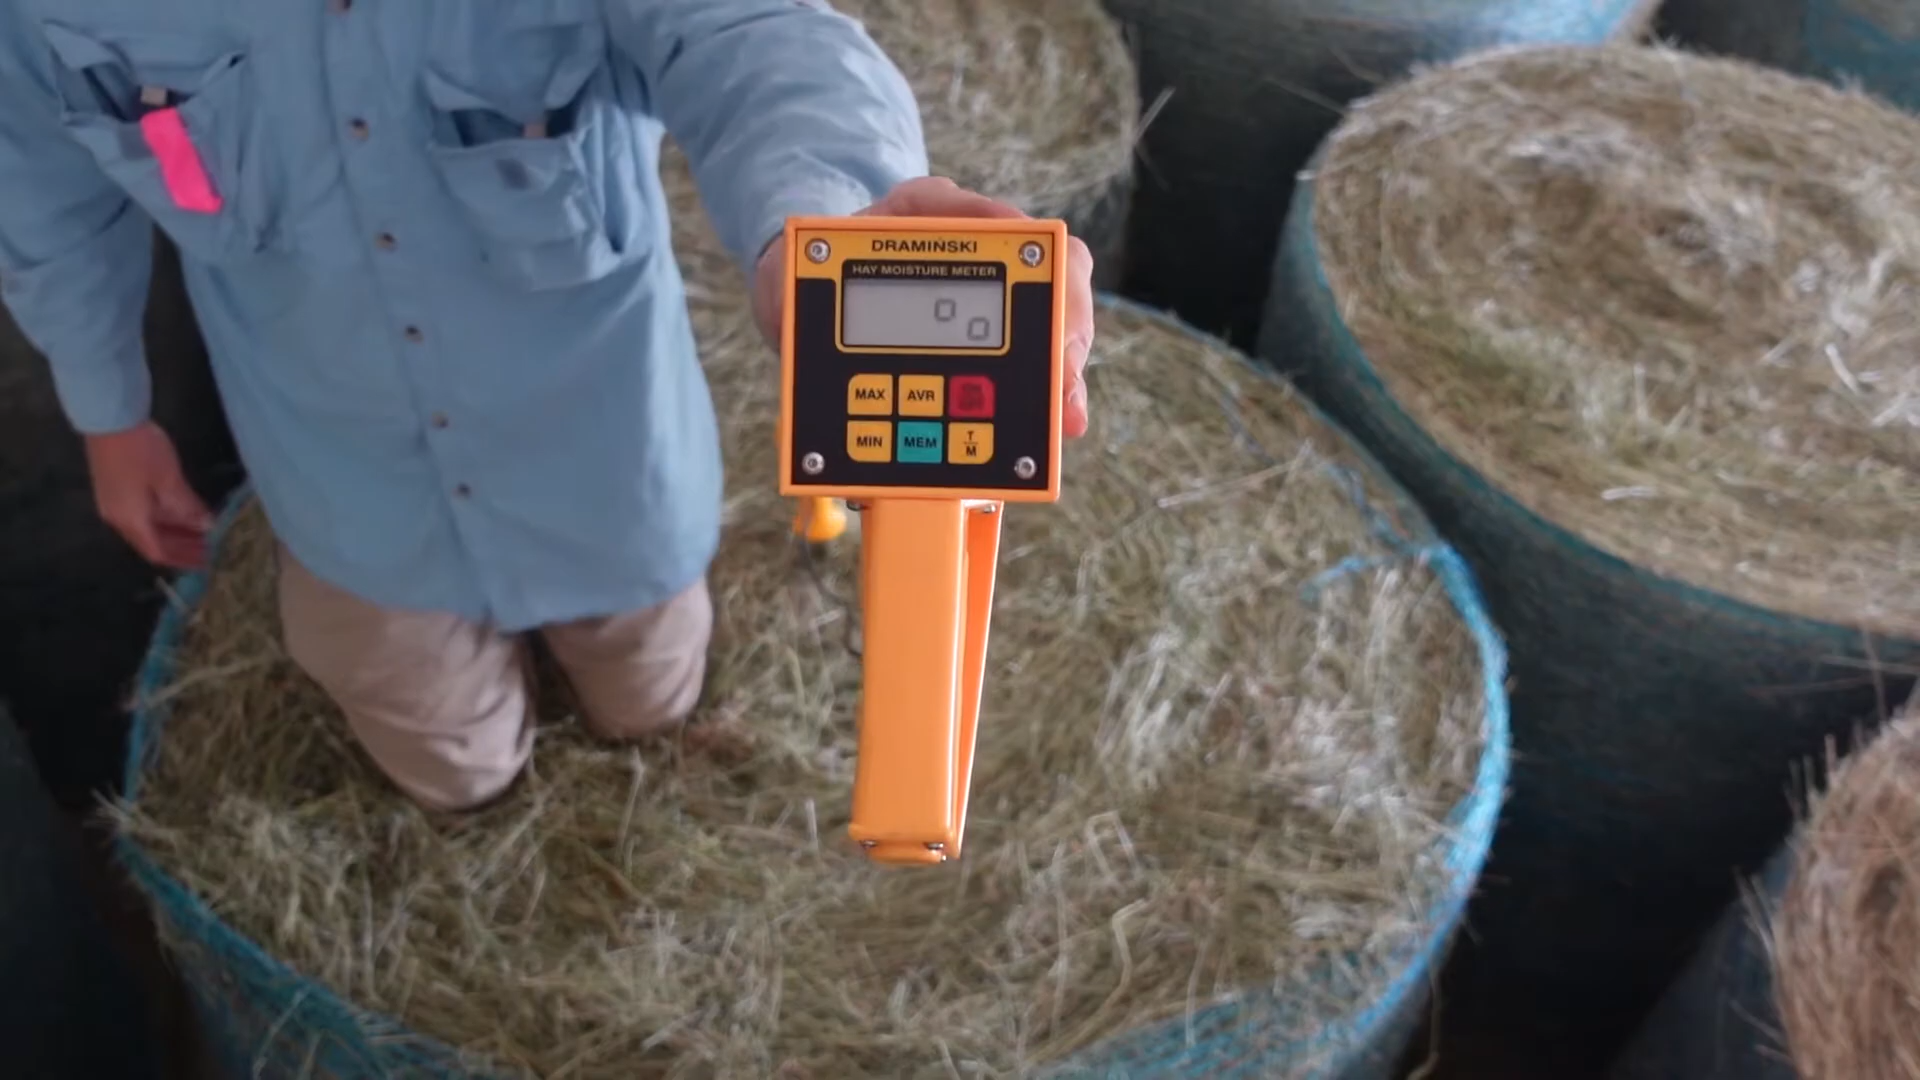 DRAMIŃSKI
HAY MOISTURE METER
0
0
MAX AVR
MIN MEM T
M